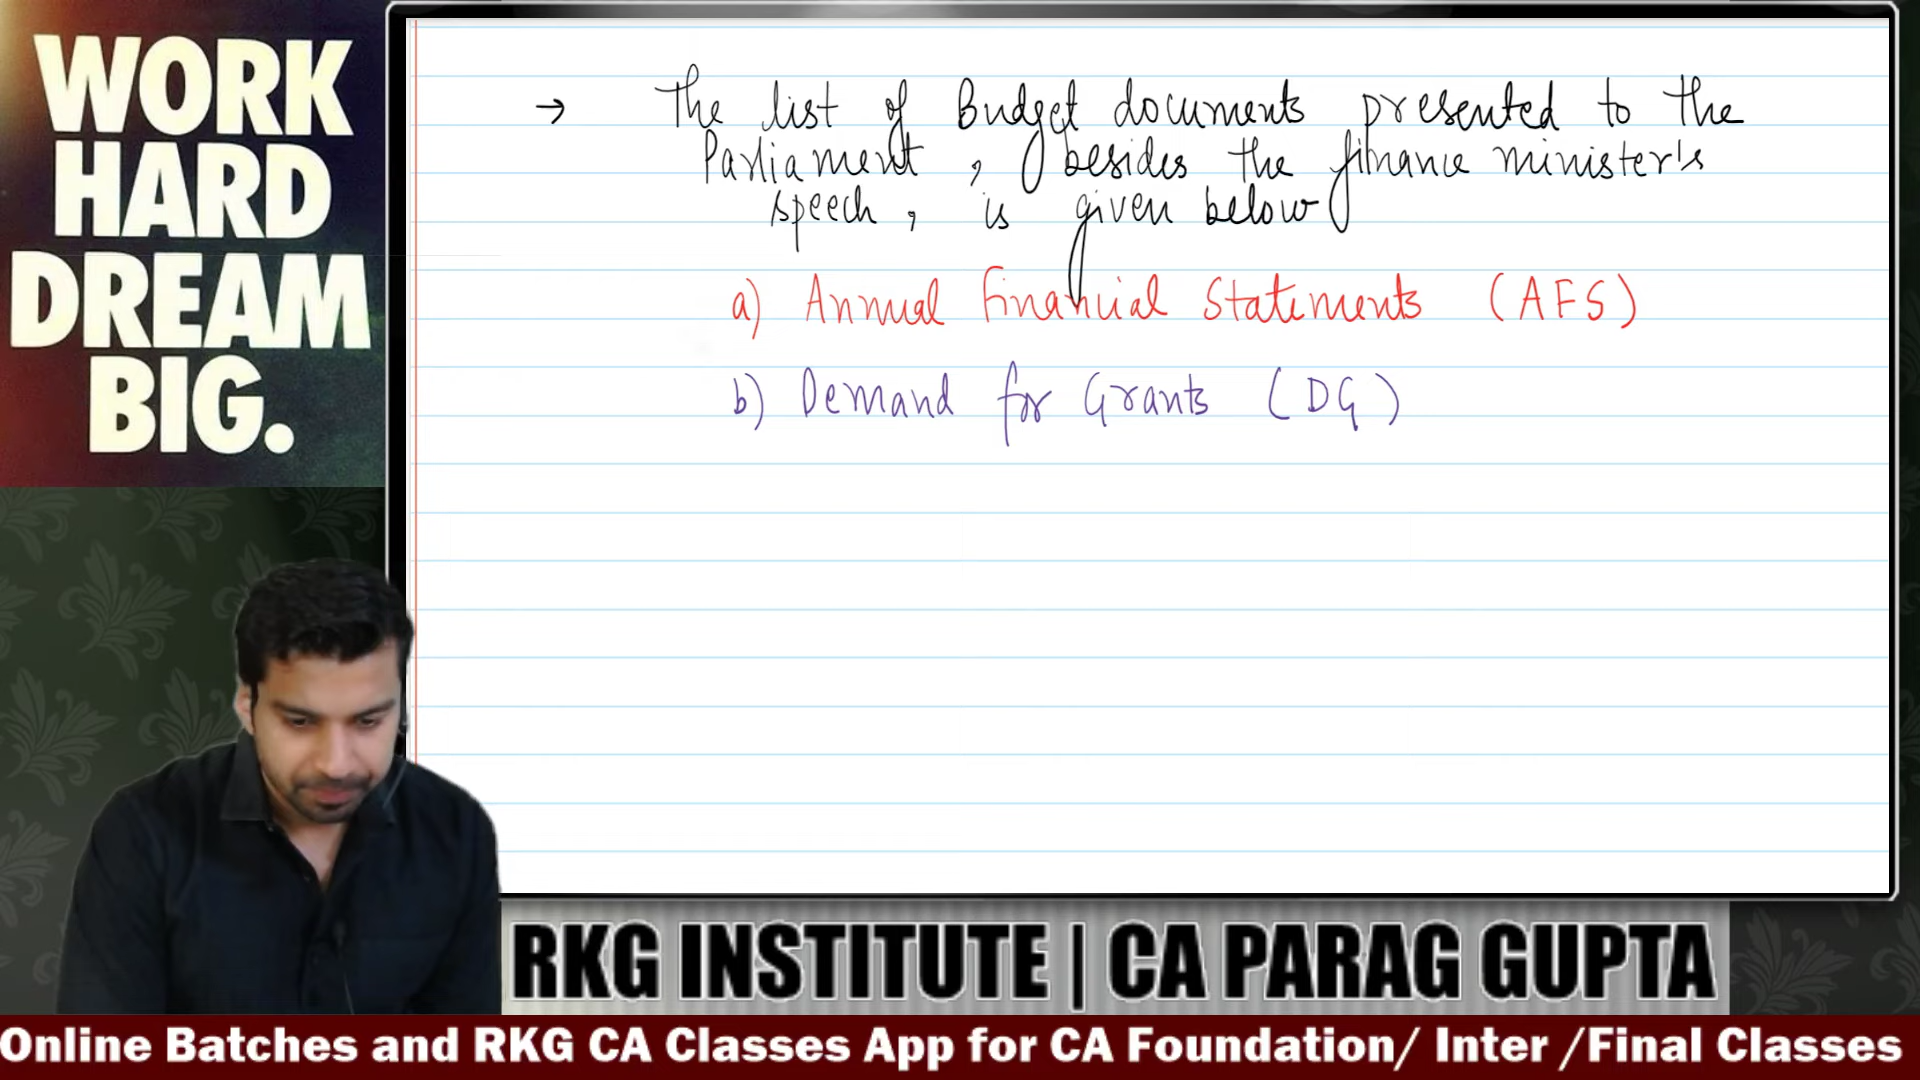 WORK
HARD
DREAM
BIG.
→ The list of Budget documents presented to the
Parliament, besides the finance minister's
speech, is given below
a) Annual Financial Statements (AFS)
b) Demand for Grants (DG)
RKG INSTITUTE | CA PARAG GUPTA
Online Batches and RKG CA Classes App for CA Foundation/ Inter /Final Classes